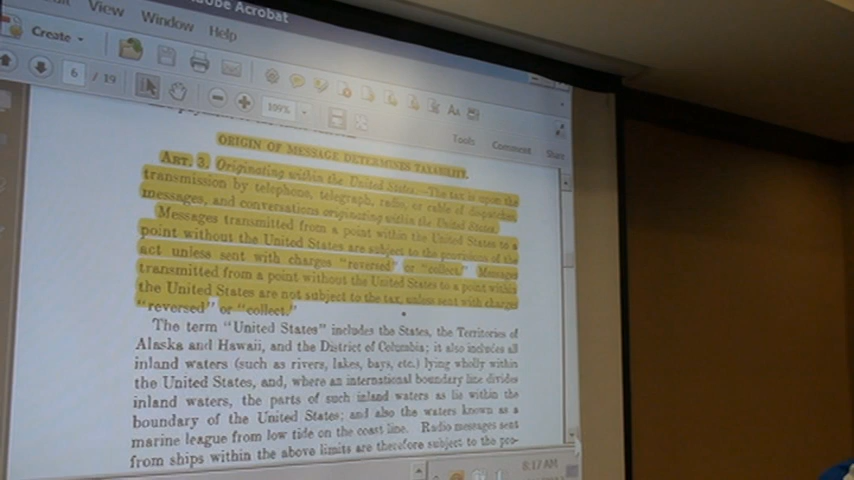 dobe Acrobat
View Window Help
Create
6 / 19
109%
Tools Comment Share
ORIGIN OF MESSAGE DETERMINES TAXABILITY.
ART. 3. Originating within the United States.—The tax is upon the
transmission by telephone, telegraph, radio, or cable of dispatches,
messages, and conversations originating within the United States.
Messages transmitted from a point within the United States to a
point without the United States are subject to the provision of the
act unless sent with charges "reversed" or "collect." Messages
transmitted from a point without the United States to a point within
the United States are not subject to the tax, unless sent with charges
"reversed" or "collect."
The term "United States" includes the States, the Territories of
Alaska and Hawaii, and the District of Columbia; it also includes all
inland waters (such as rivers, lakes, bays, etc.) lying wholly within
the United States, and, where an international boundary line divides
inland waters, the parts of such inland waters as lie within the
boundary of the United States; and also the waters known as a
marine league from low tide on the coast line. Radio messages sent
from ships within the above limits are therefore subject to the pro-
8:17 AM